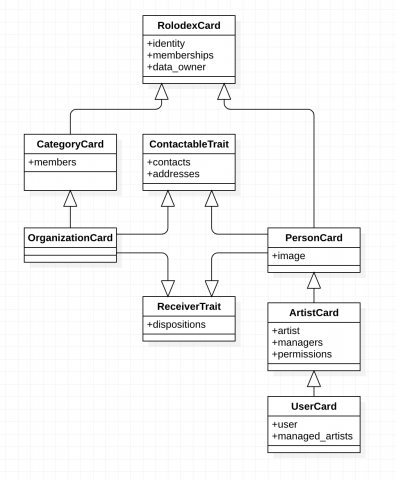 RolodexCard
+identity
+memberships
+data_owner
CategoryCard
+members
ContactableTrait
+contacts
+addresses
OrganizationCard
PersonCard
+image
ReceiverTrait
+dispositions
ArtistCard
+artist
+managers
+permissions
UserCard
+user
+managed_artists